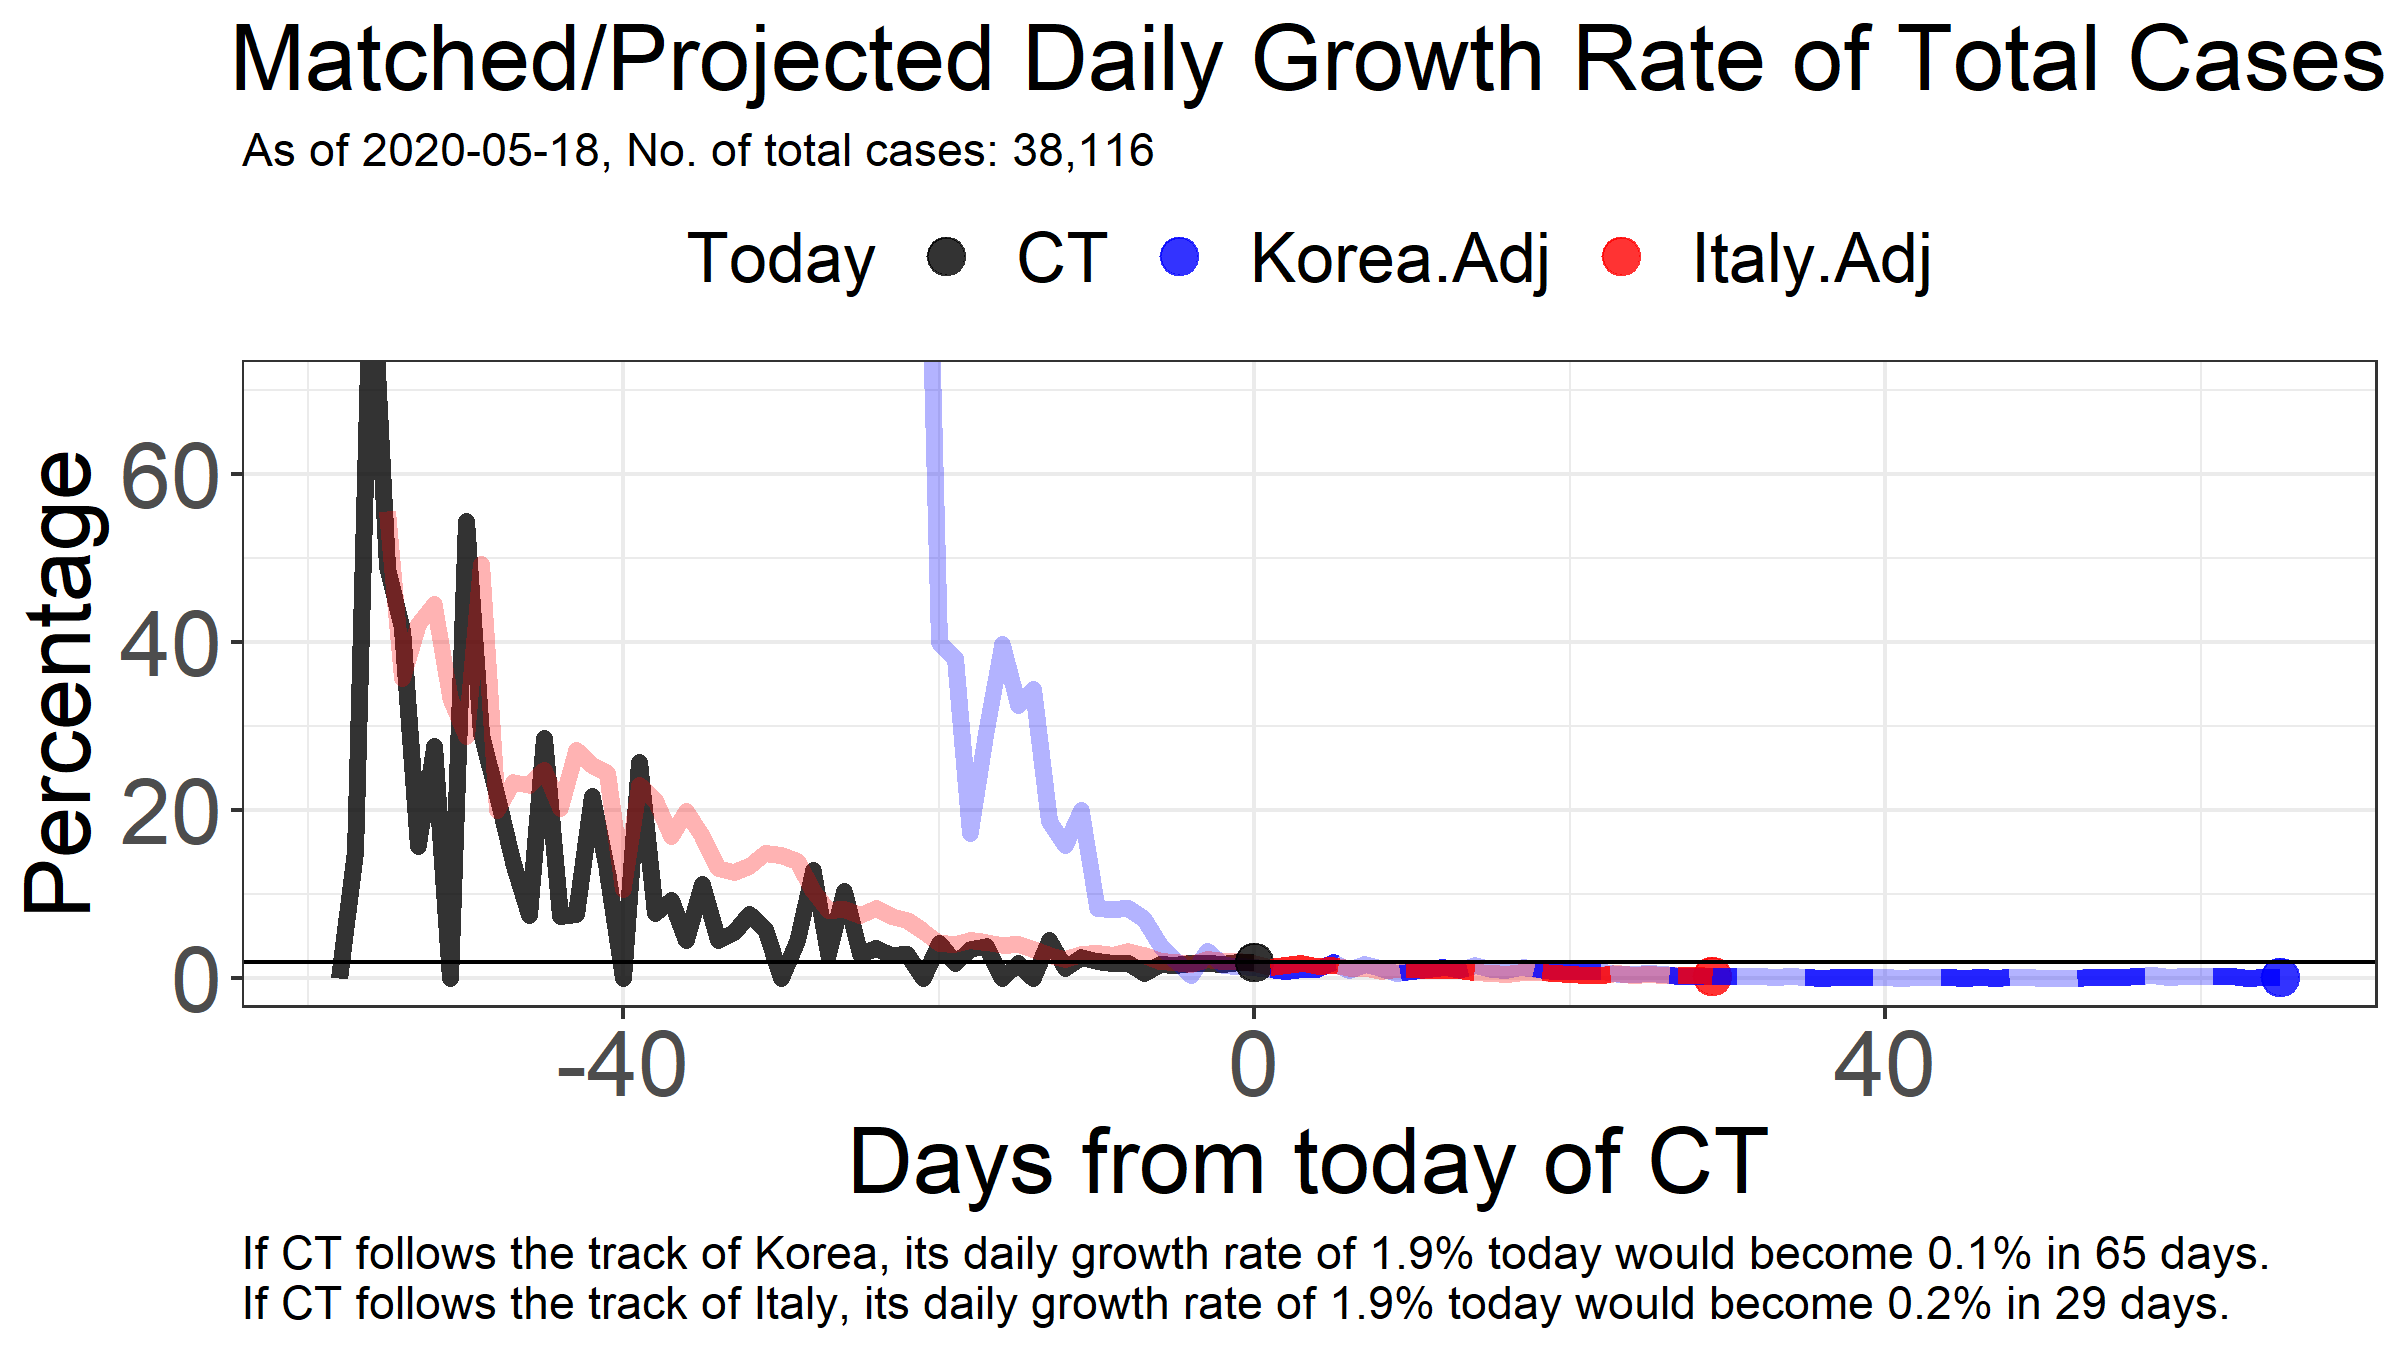 Matched/Projected Daily Growth Rate of Total Cases
As of 2020-05-18, No. of total cases: 38,116
Today CT Korea.Adj Italy.Adj
Percentage
60
40
20
0
-40 0 40
Days from today of CT
If CT follows the track of Korea, its daily growth rate of 1.9% today would become 0.1% in 65 days.
If CT follows the track of Italy, its daily growth rate of 1.9% today would become 0.2% in 29 days.